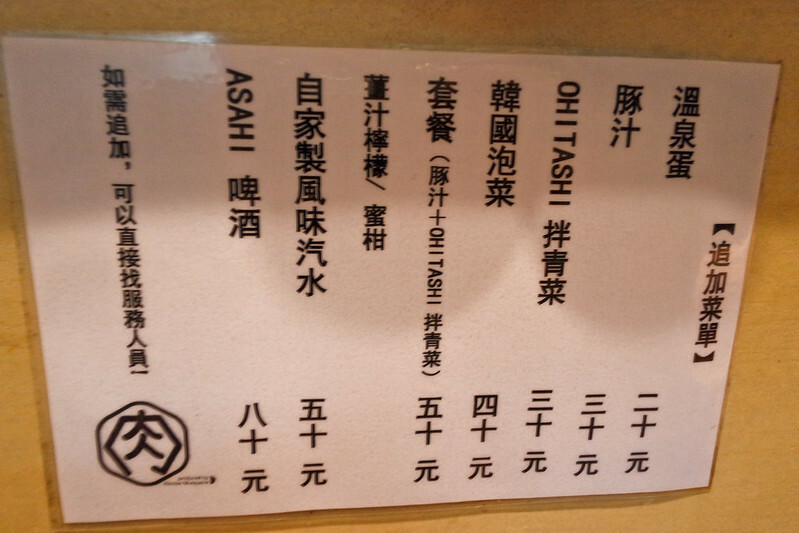 【追加菜單】
溫泉蛋 二十 元
豚汁 三十 元
OHITASHI 拌青菜 三十 元
韓國泡菜 四十 元
套餐（豚汁＋OHITASHI 拌青菜） 五十 元
薑汁檸檬/ 蜜柑
自家製風味汽水 五十 元
ASAHI 啤酒 八十 元
如需追加，可以直接找服務人員!
肉